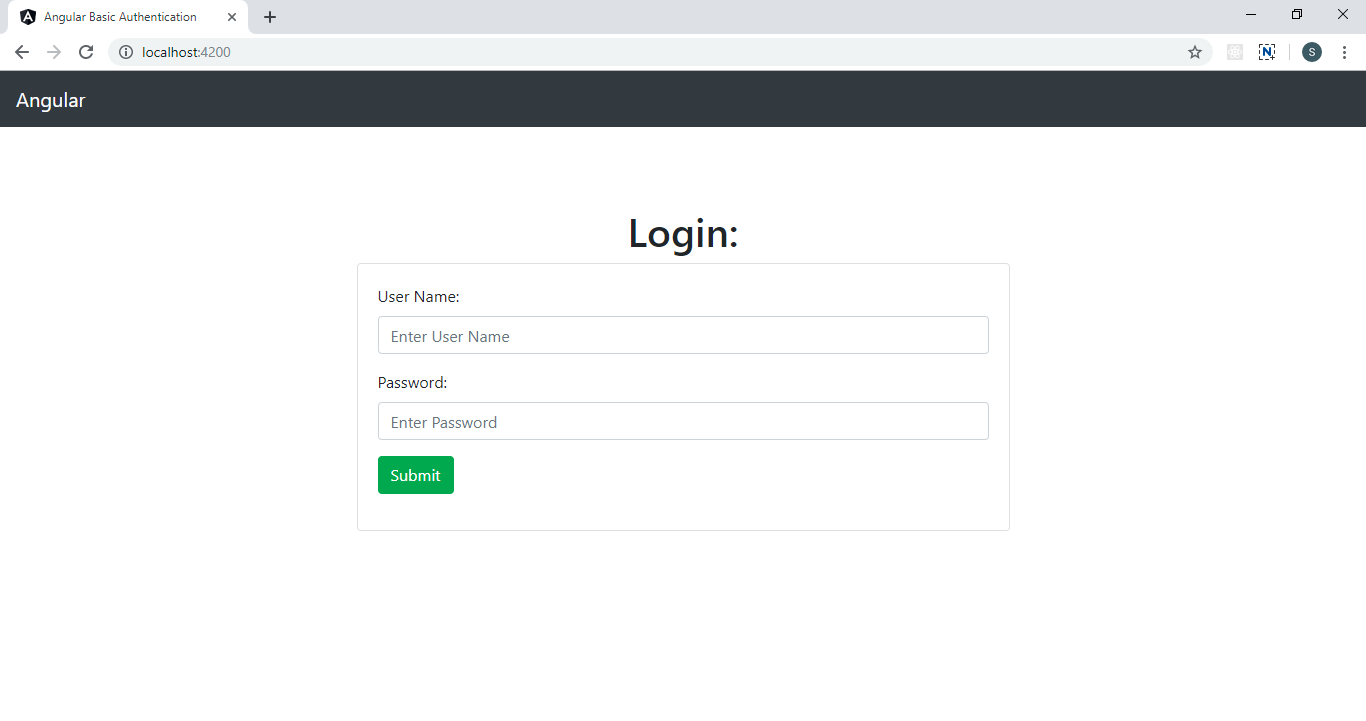 Angular Basic Authentication
localhost:4200
S
Angular
Login:
User Name:
Enter User Name
Password:
Enter Password
Submit